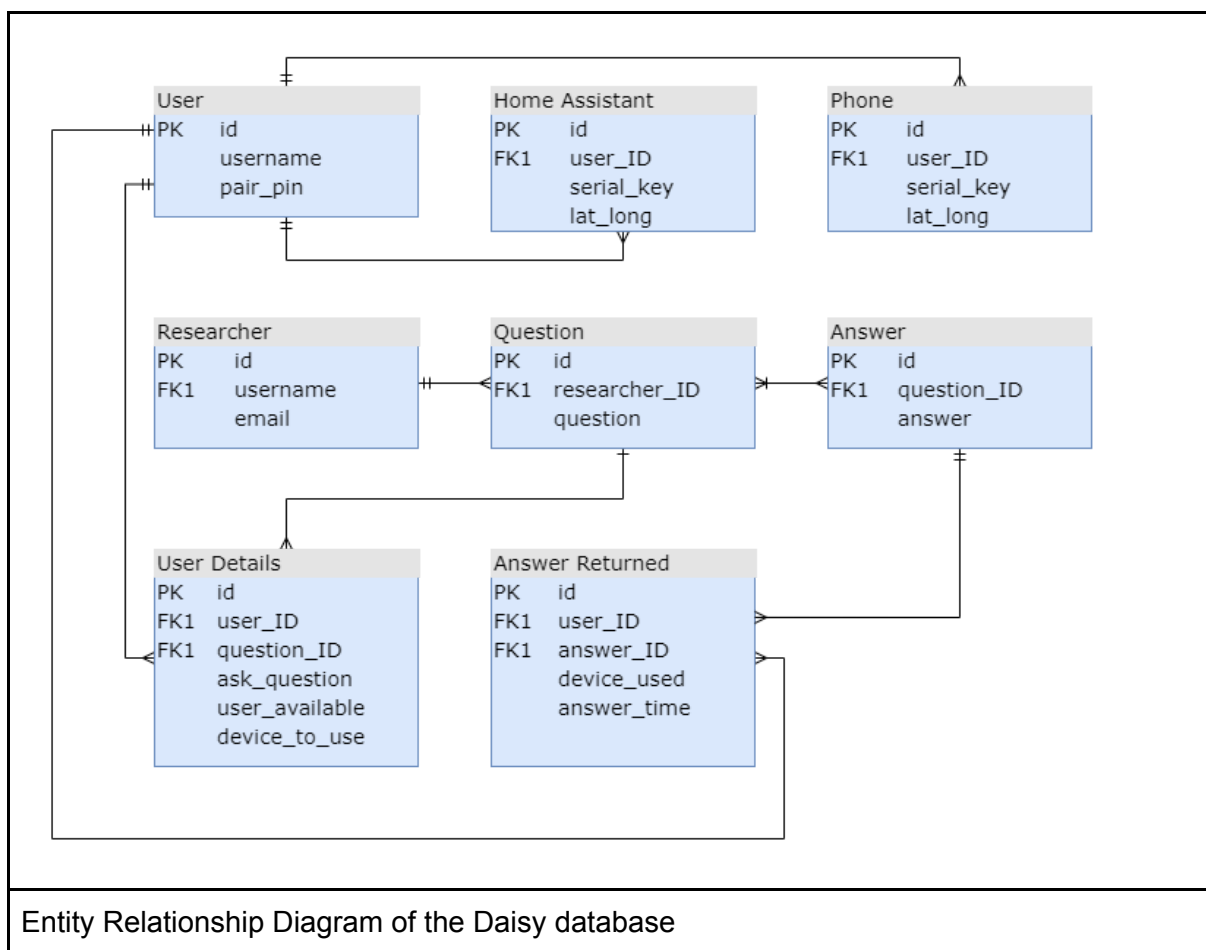 User
PK id
username
pair_pin
Home Assistant
PK id
FK1 user_ID
serial_key
lat_long
Phone
PK id
FK1 user_ID
serial_key
lat_long
Researcher
PK id
FK1 username
email
Question
PK id
FK1 researcher_ID
question
Answer
PK id
FK1 question_ID
answer
User Details
PK id
FK1 user_ID
FK1 question_ID
ask_question
user_available
device_to_use
Answer Returned
PK id
FK1 user_ID
FK1 answer_ID
device_used
answer_time
Entity Relationship Diagram of the Daisy database